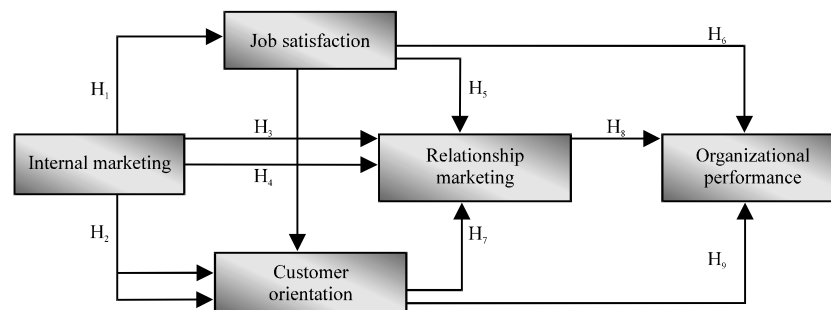 Job satisfaction
H6
H1
H5
H3
H8
Internal marketing
Relationship
marketing
Organizational
performance
H4
H2
H7
H9
Customer
orientation